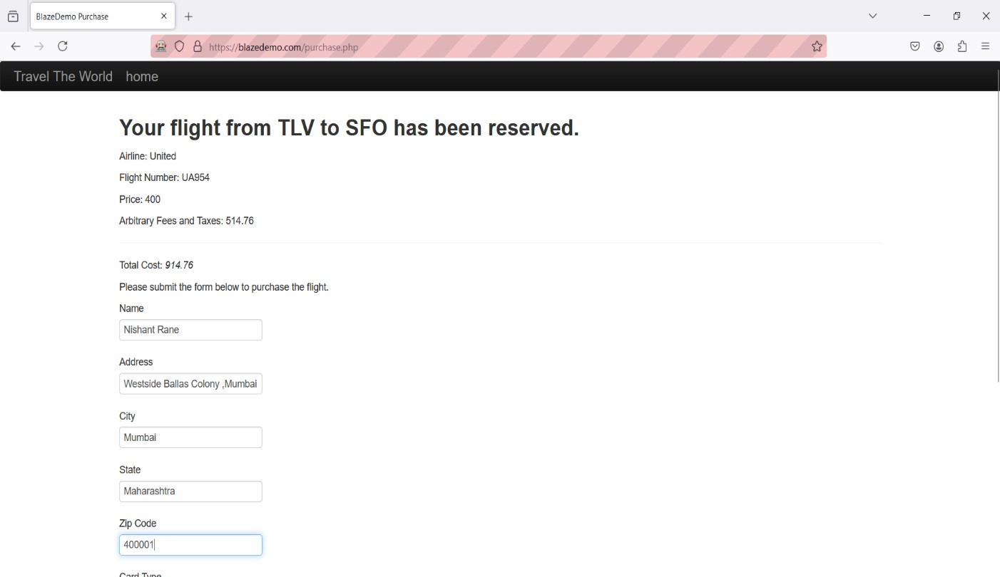 BlazeDemo Purchase
https://blazedemo.com/purchase.php
Travel The World home
Your flight from TLV to SFO has been reserved.
Airline: United
Flight Number: UA954
Price: 400
Arbitrary Fees and Taxes: 514.76
Total Cost: 914.76
Please submit the form below to purchase the flight.
Name
Nishant Rane
Address
Westside Ballas Colony ,Mumbai
City
Mumbai
State
Maharashtra
Zip Code
400001
Card Type